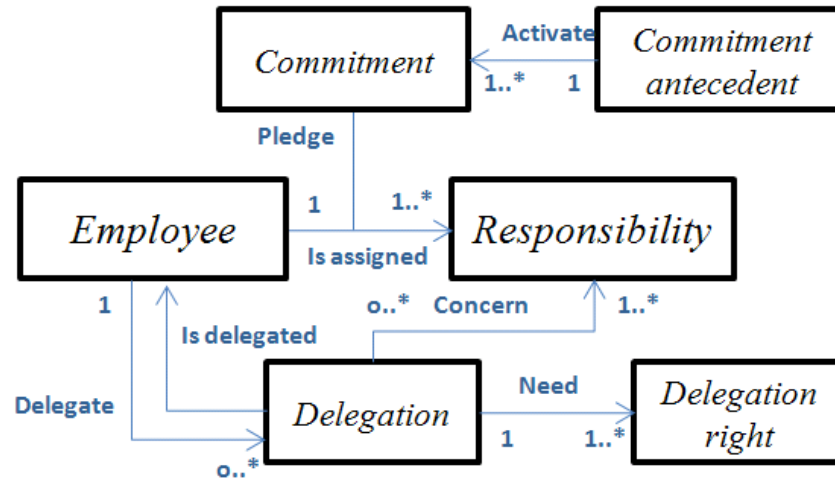 Activate
Commitment
Commitment
antecedent
1..*
1
Pledge
Employee
1
1..*
Responsibility
Is assigned
1
o..*
Concern
1..*
Is delegated
Delegate
Delegation
Need
Delegation
right
1
1..*
o..*